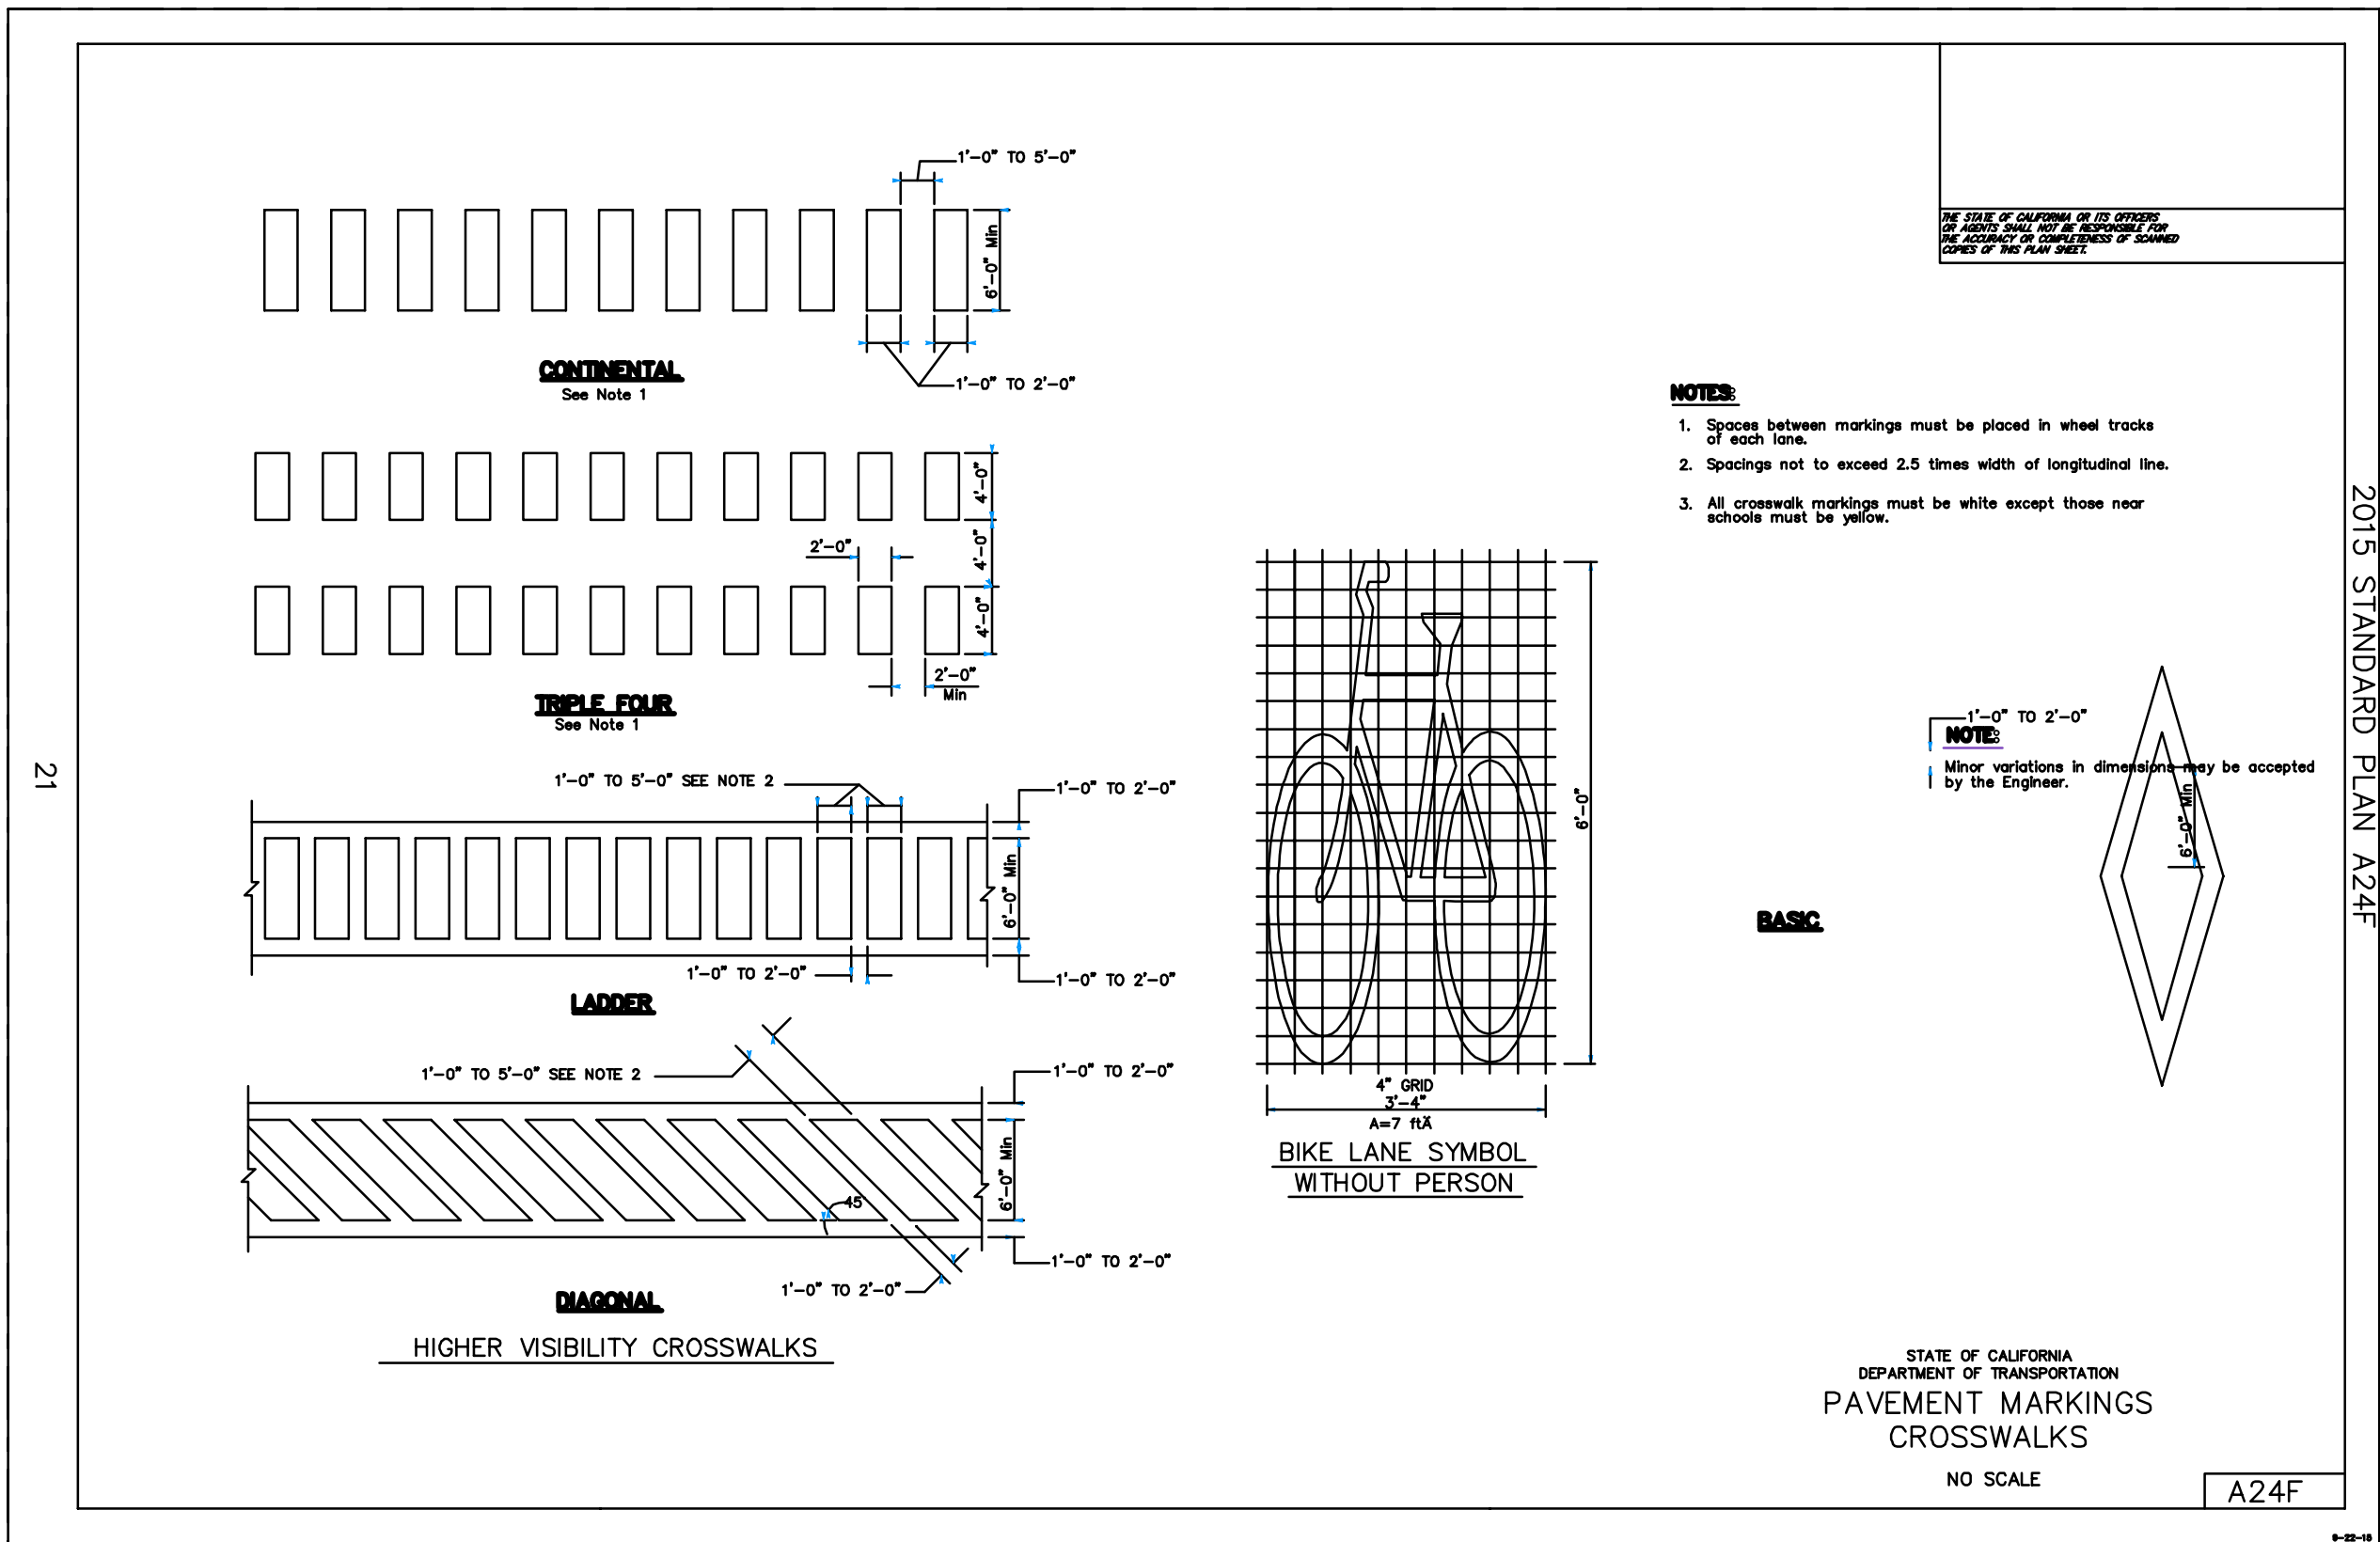 1'-0" TO 5'-0"
6'-0" Min
1'-0" TO 2'-0"
CONTINENTAL
See Note 1
4'-0"
2'-0"
4'-0"
4'-0"
2'-0"
Min
TRIPLE FOUR
See Note 1
1'-0" TO 5'-0" SEE NOTE 2
1'-0" TO 2'-0"
6'-0" Min
1'-0" TO 2'-0"
1'-0" TO 2'-0"
LADDER
1'-0" TO 5'-0" SEE NOTE 2
1'-0" TO 2'-0"
6'-0" Min
45
1'-0" TO 2'-0"
1'-0" TO 2'-0"
DIAGONAL
HIGHER VISIBILITY CROSSWALKS
6'-0"
4" GRID
3'-4"
A=7 ftÄ
BIKE LANE SYMBOL
WITHOUT PERSON
THE STATE OF CALIFORNIA OR ITS OFFICERS
OR AGENTS SHALL NOT BE RESPONSIBLE FOR
THE ACCURACY OR COMPLETENESS OF SCANNED
COPIES OF THIS PLAN SHEET.
NOTES:
1. Spaces between markings must be placed in wheel tracks
of each lane.
2. Spacings not to exceed 2.5 times width of longitudinal line.
3. All crosswalk markings must be white except those near
schools must be yellow.
1'-0" TO 2'-0"
NOTE:
Minor variations in dimensions may be accepted
by the Engineer.
6'-0" Min
BASIC
STATE OF CALIFORNIA
DEPARTMENT OF TRANSPORTATION
PAVEMENT MARKINGS
CROSSWALKS
NO SCALE
A24F
2015 STANDARD PLAN A24F
21
9-22-15